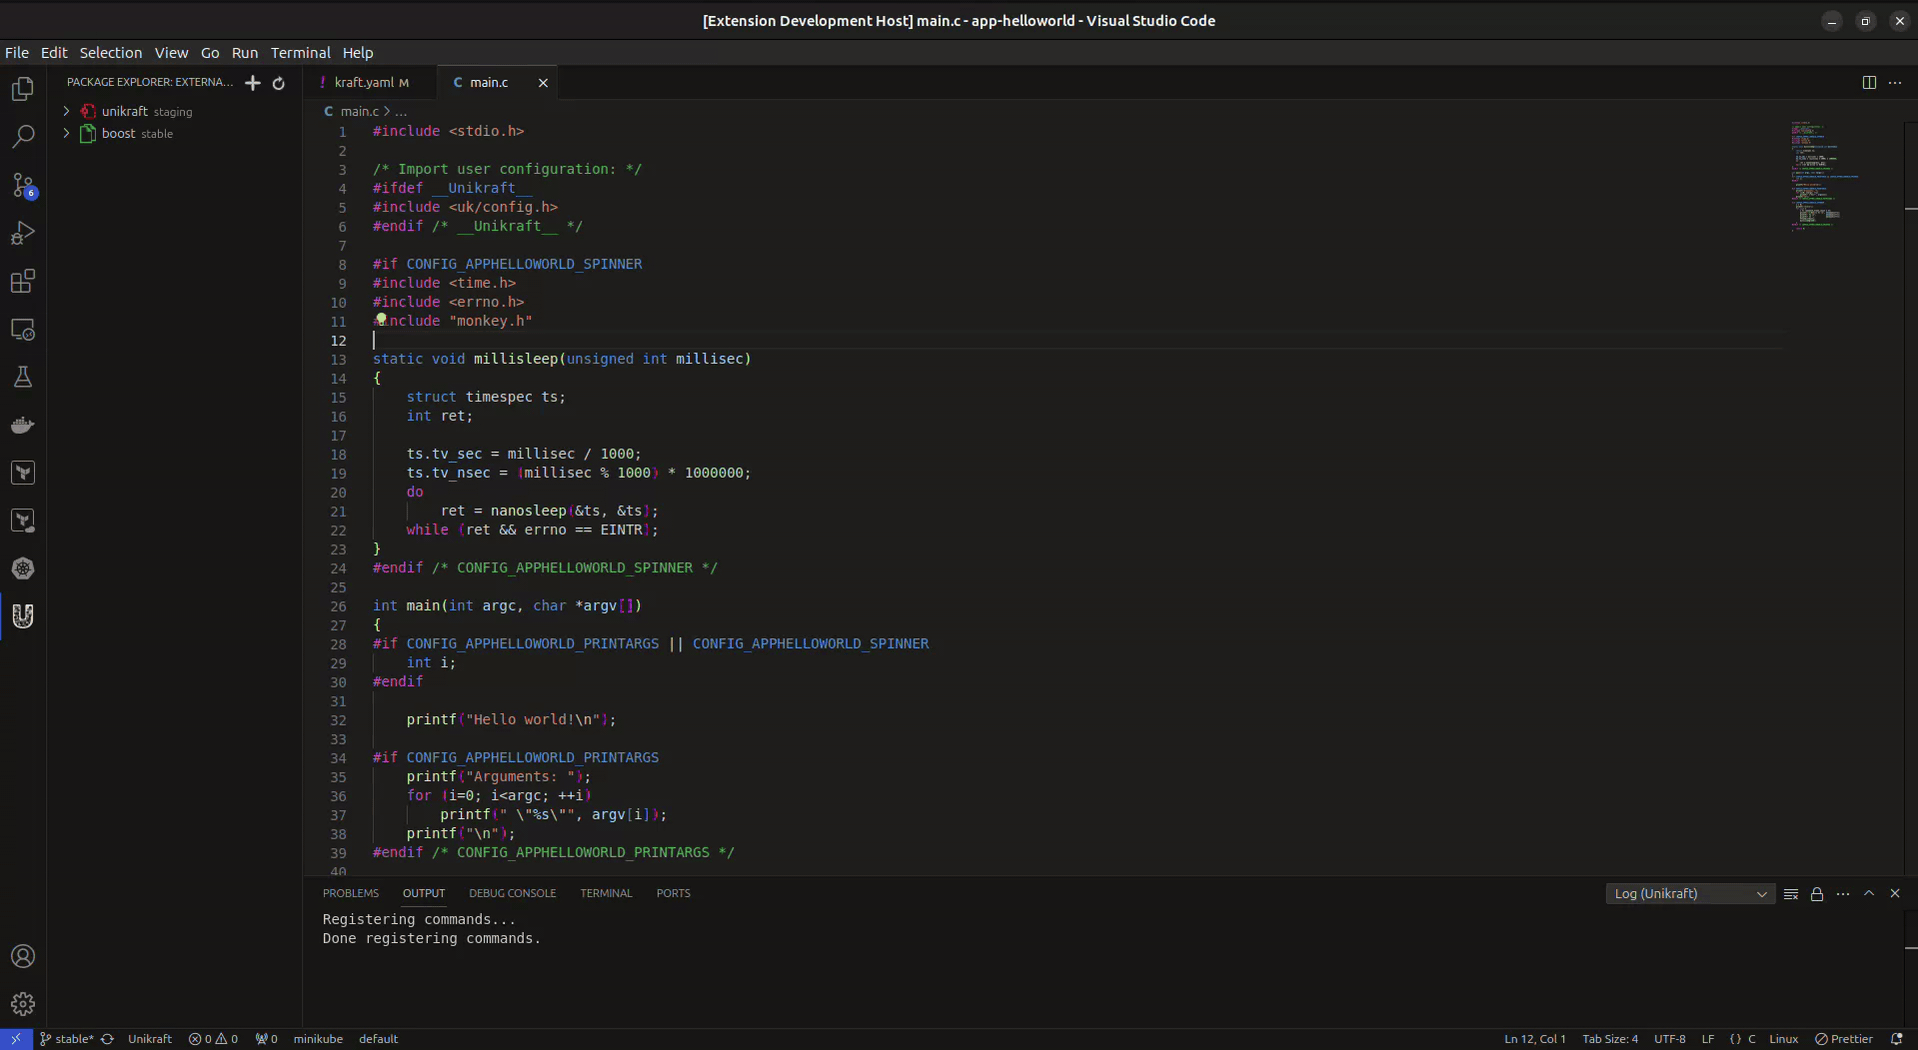 [Extension Development Host] main.c - app-helloworld - Visual Studio Code
File Edit Selection View Go Run Terminal Help
PACKAGE EXPLORER: EXTERNA...
unikraft staging
boost stable
6
! kraft.yaml M
C main.c
C main.c > ...
1 #include <stdio.h>
2
3 /* Import user configuration: */
4 #ifdef __Unikraft__
5 #include <uk/config.h>
6 #endif /* __Unikraft__ */
7
8 #if CONFIG_APPHELLOWORLD_SPINNER
9 #include <time.h>
10 #include <errno.h>
11 #include "monkey.h"
12
13 static void millisleep(unsigned int millisec)
14 {
15     struct timespec ts;
16     int ret;
17
18     ts.tv_sec = millisec / 1000;
19     ts.tv_nsec = (millisec % 1000) * 1000000;
20     do
21         ret = nanosleep(&ts, &ts);
22     while (ret && errno == EINTR);
23 }
24 #endif /* CONFIG_APPHELLOWORLD_SPINNER */
25
26 int main(int argc, char *argv[])
27 {
28 #if CONFIG_APPHELLOWORLD_PRINTARGS || CONFIG_APPHELLOWORLD_SPINNER
29     int i;
30 #endif
31
32     printf("Hello world!\n");
33
34 #if CONFIG_APPHELLOWORLD_PRINTARGS
35     printf("Arguments: ");
36     for (i=0; i<argc; ++i)
37         printf(" \"%s\"", argv[i]);
38     printf("\n");
39 #endif /* CONFIG_APPHELLOWORLD_PRINTARGS */
40
PROBLEMS OUTPUT DEBUG CONSOLE TERMINAL PORTS
Log (Unikraft)
Registering commands...
Done registering commands.
stable* Unikraft 0 0 0 minikube default
Ln 12, Col 1 Tab Size: 4 UTF-8 LF { } C Linux Prettier